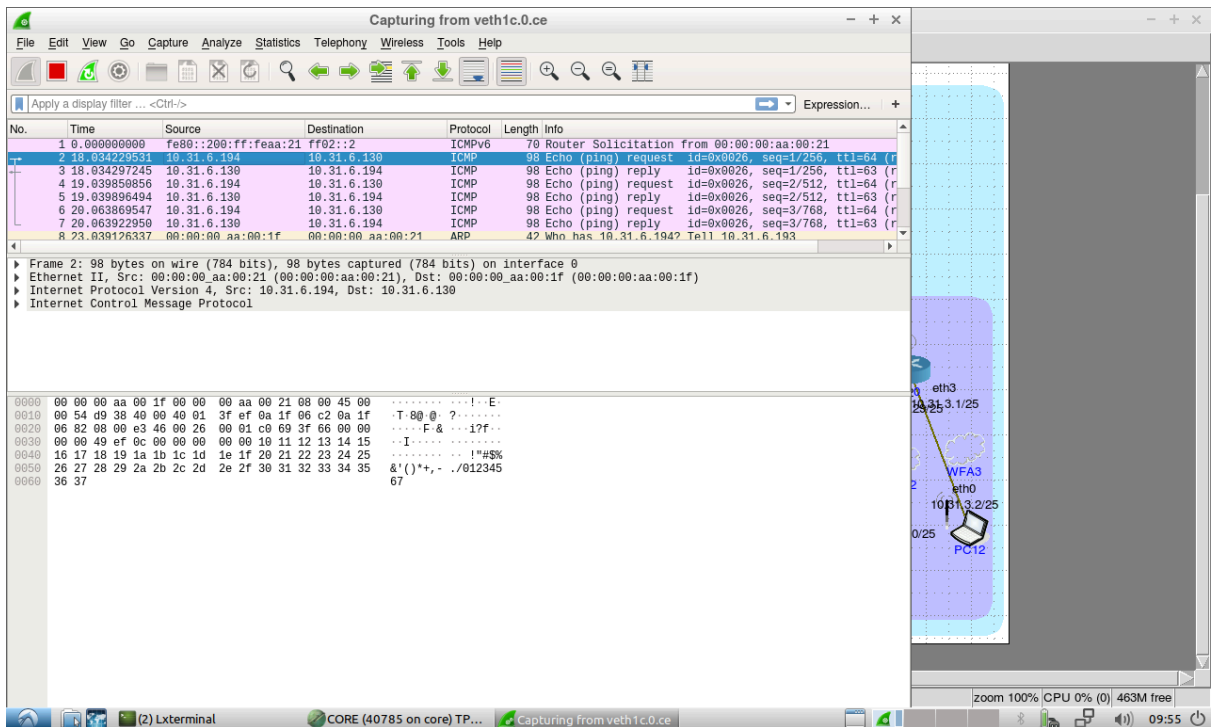 Capturing from veth1c.0.ce
File Edit View Go Capture Analyze Statistics Telephony Wireless Tools Help
Apply a display filter … <Ctrl-/>
Expression… +
No. Time Source Destination Protocol Length Info
1 0.000000000 fe80::200:ff:feaa:21 ff02::2 ICMPv6 70 Router Solicitation from 00:00:00:aa:00:21
2 18.034229531 10.31.6.194 10.31.6.130 ICMP 98 Echo (ping) request id=0x0026, seq=1/256, ttl=64 (r
3 18.034297245 10.31.6.130 10.31.6.194 ICMP 98 Echo (ping) reply id=0x0026, seq=1/256, ttl=63 (r
4 19.039850856 10.31.6.194 10.31.6.130 ICMP 98 Echo (ping) request id=0x0026, seq=2/512, ttl=64 (r
5 19.039896494 10.31.6.130 10.31.6.194 ICMP 98 Echo (ping) reply id=0x0026, seq=2/512, ttl=63 (r
6 20.063869547 10.31.6.194 10.31.6.130 ICMP 98 Echo (ping) request id=0x0026, seq=3/768, ttl=64 (r
7 20.063922950 10.31.6.130 10.31.6.194 ICMP 98 Echo (ping) reply id=0x0026, seq=3/768, ttl=63 (r
8 23.039126337 00:00:00_aa:00:1f 00:00:00_aa:00:21 ARP 42 Who has 10.31.6.194? Tell 10.31.6.193
Frame 2: 98 bytes on wire (784 bits), 98 bytes captured (784 bits) on interface 0
Ethernet II, Src: 00:00:00_aa:00:21 (00:00:00:aa:00:21), Dst: 00:00:00_aa:00:1f (00:00:00:aa:00:1f)
Internet Protocol Version 4, Src: 10.31.6.194, Dst: 10.31.6.130
Internet Control Message Protocol
0000 00 00 00 aa 00 1f 00 00 00 aa 00 21 08 00 45 00 ········ ···!··E·
0010 00 54 d9 38 40 00 40 01 3f ef 0a 1f 06 c2 0a 1f ·T·8@·@· ?·······
0020 06 82 08 00 e3 46 00 26 00 01 c0 69 3f 66 00 00 ·····F·& ···i?f··
0030 00 00 49 ef 0c 00 00 00 00 00 10 11 12 13 14 15 ··I····· ········
0040 16 17 18 19 1a 1b 1c 1d 1e 1f 20 21 22 23 24 25 ········ ·· !"#$%
0050 26 27 28 29 2a 2b 2c 2d 2e 2f 30 31 32 33 34 35 &'()*+,- ./012345
0060 36 37 67
eth3
10.31.3.1/25
WFA3
eth0
10.31.3.2/25
0/25
PC12
zoom 100% CPU 0% (0) 463M free
(2) Lxterminal CORE (40785 on core) TP... Capturing from veth1c.0.ce 09:55